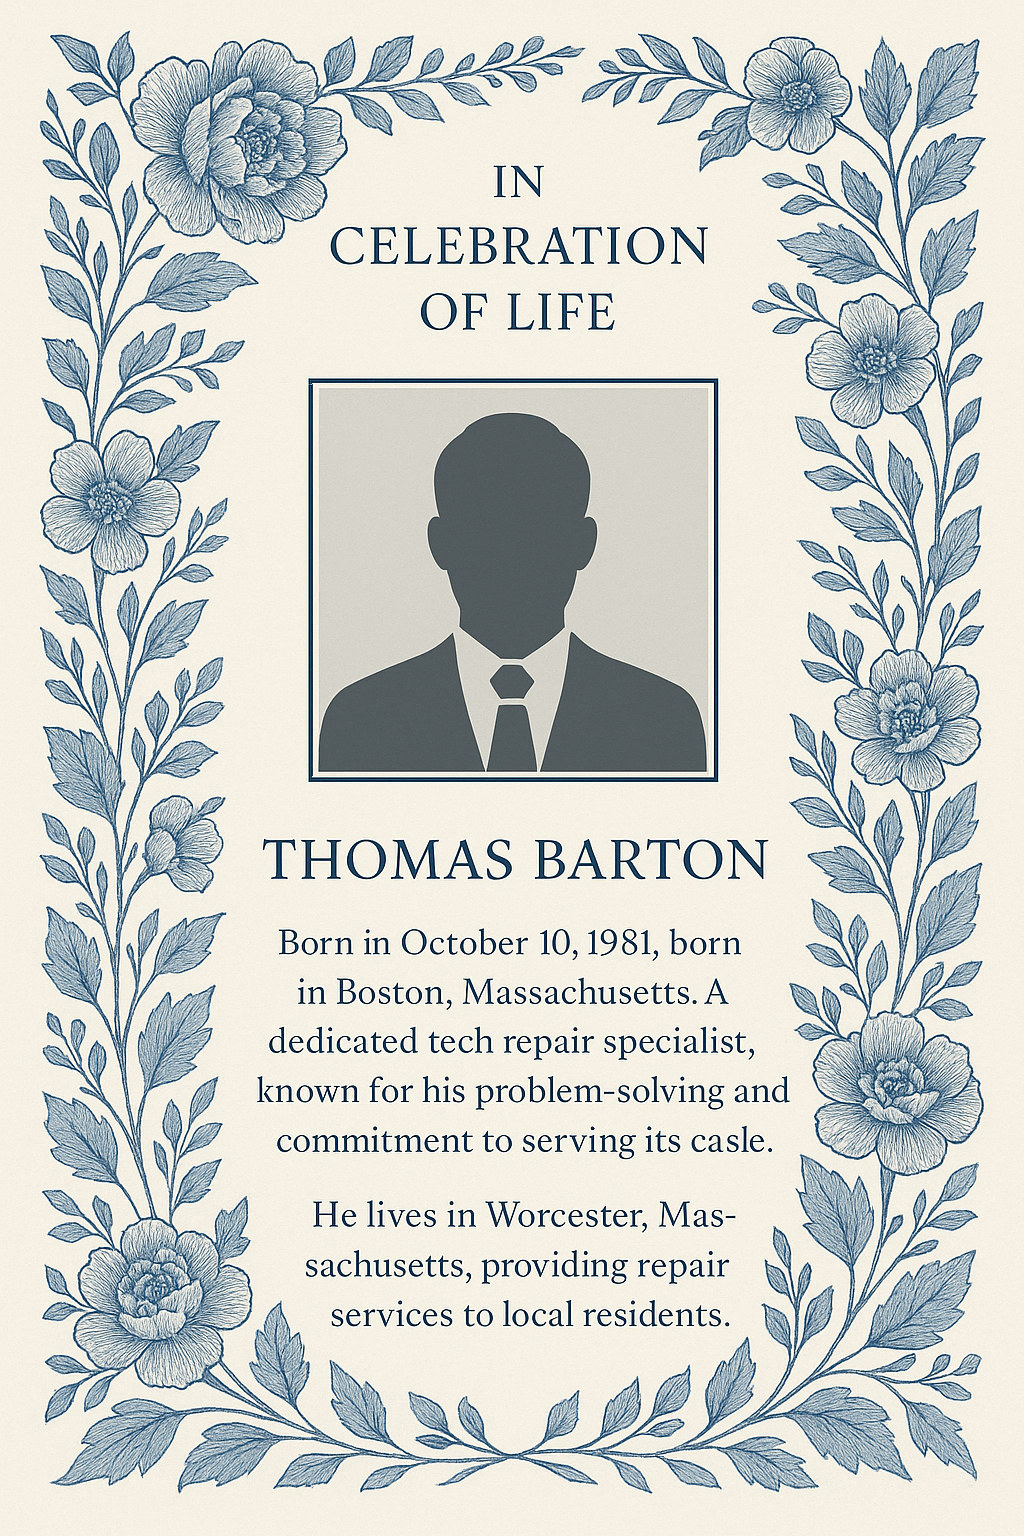 IN
CELEBRATION
OF LIFE
THOMAS BARTON
Born in October 10, 1981, born
in Boston, Massachusetts. A
dedicated tech repair specialist,
known for his problem-solving and
commitment to serving its casle.
He lives in Worcester, Mas-
sachusetts, providing repair
services to local residents.